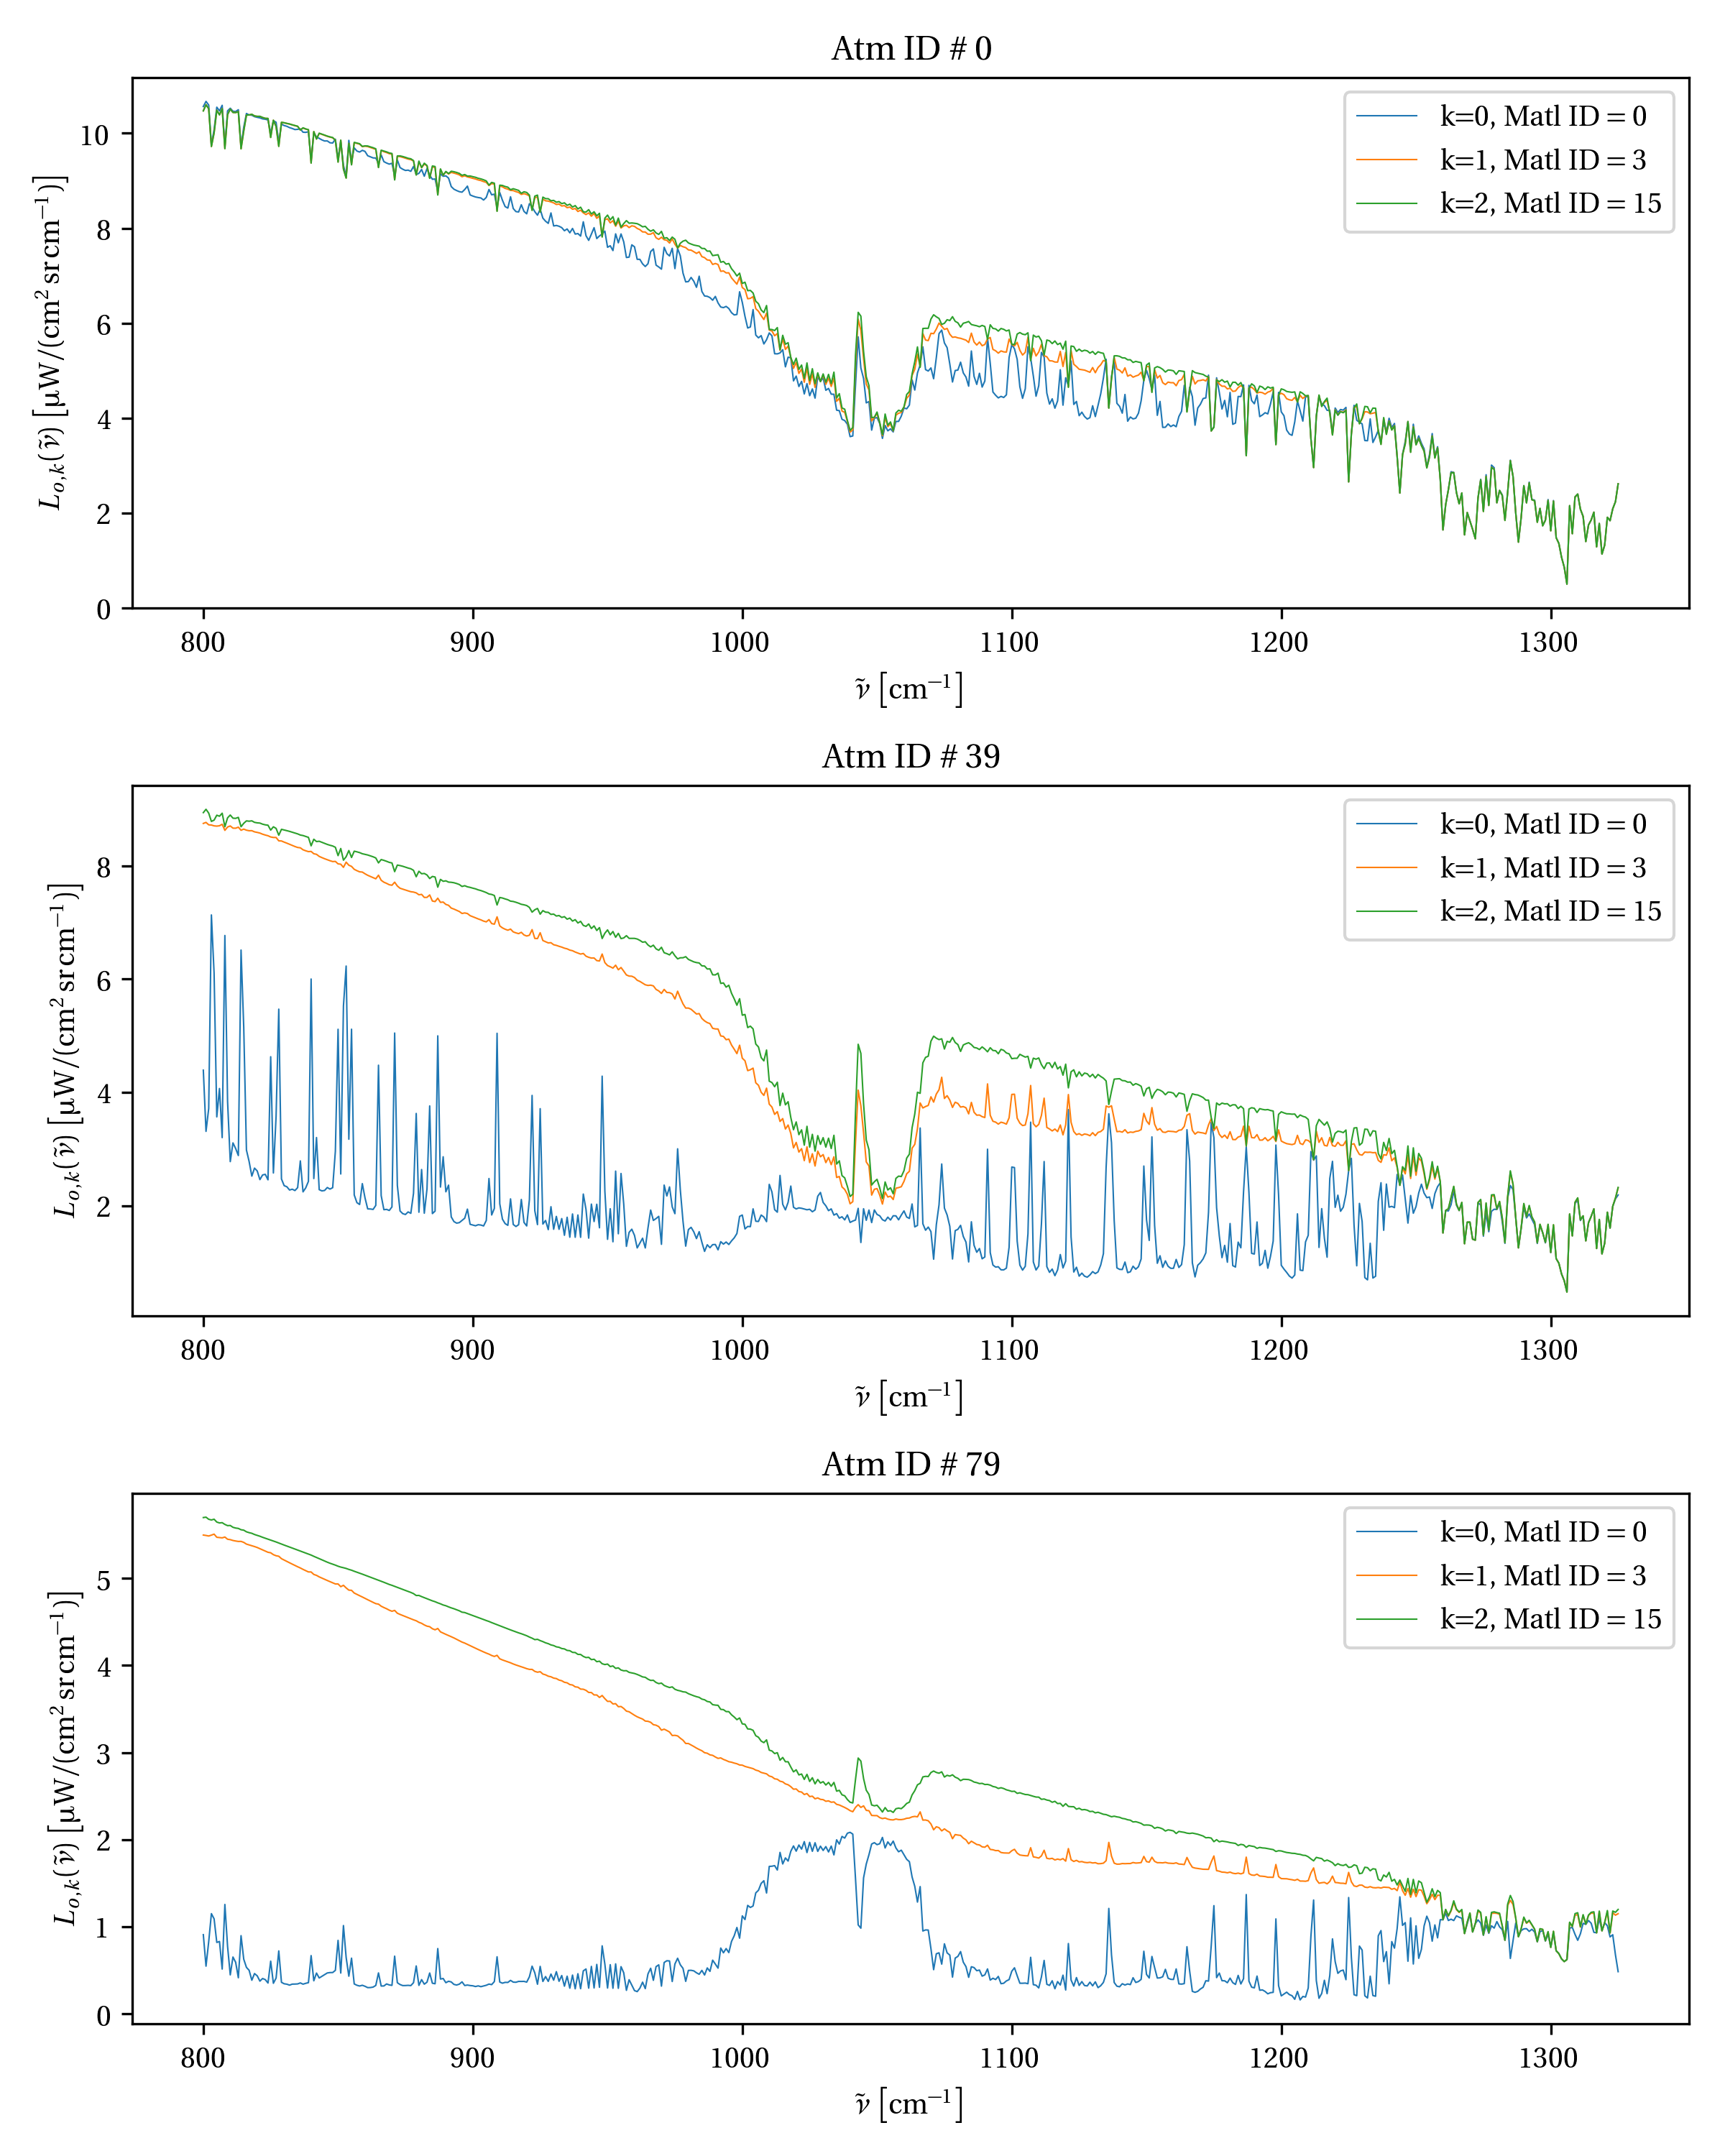 Atm ID # 0
k=0, Matl ID = 0
k=1, Matl ID = 3
k=2, Matl ID = 15
10
8
6
4
2
0
L_{o,k}(ν̃) [µW/(cm² sr cm⁻¹)]
800 900 1000 1100 1200 1300
ν̃ [cm⁻¹]
Atm ID # 39
k=0, Matl ID = 0
k=1, Matl ID = 3
k=2, Matl ID = 15
8
6
4
2
L_{o,k}(ν̃) [µW/(cm² sr cm⁻¹)]
800 900 1000 1100 1200 1300
ν̃ [cm⁻¹]
Atm ID # 79
k=0, Matl ID = 0
k=1, Matl ID = 3
k=2, Matl ID = 15
5
4
3
2
1
0
L_{o,k}(ν̃) [µW/(cm² sr cm⁻¹)]
800 900 1000 1100 1200 1300
ν̃ [cm⁻¹]